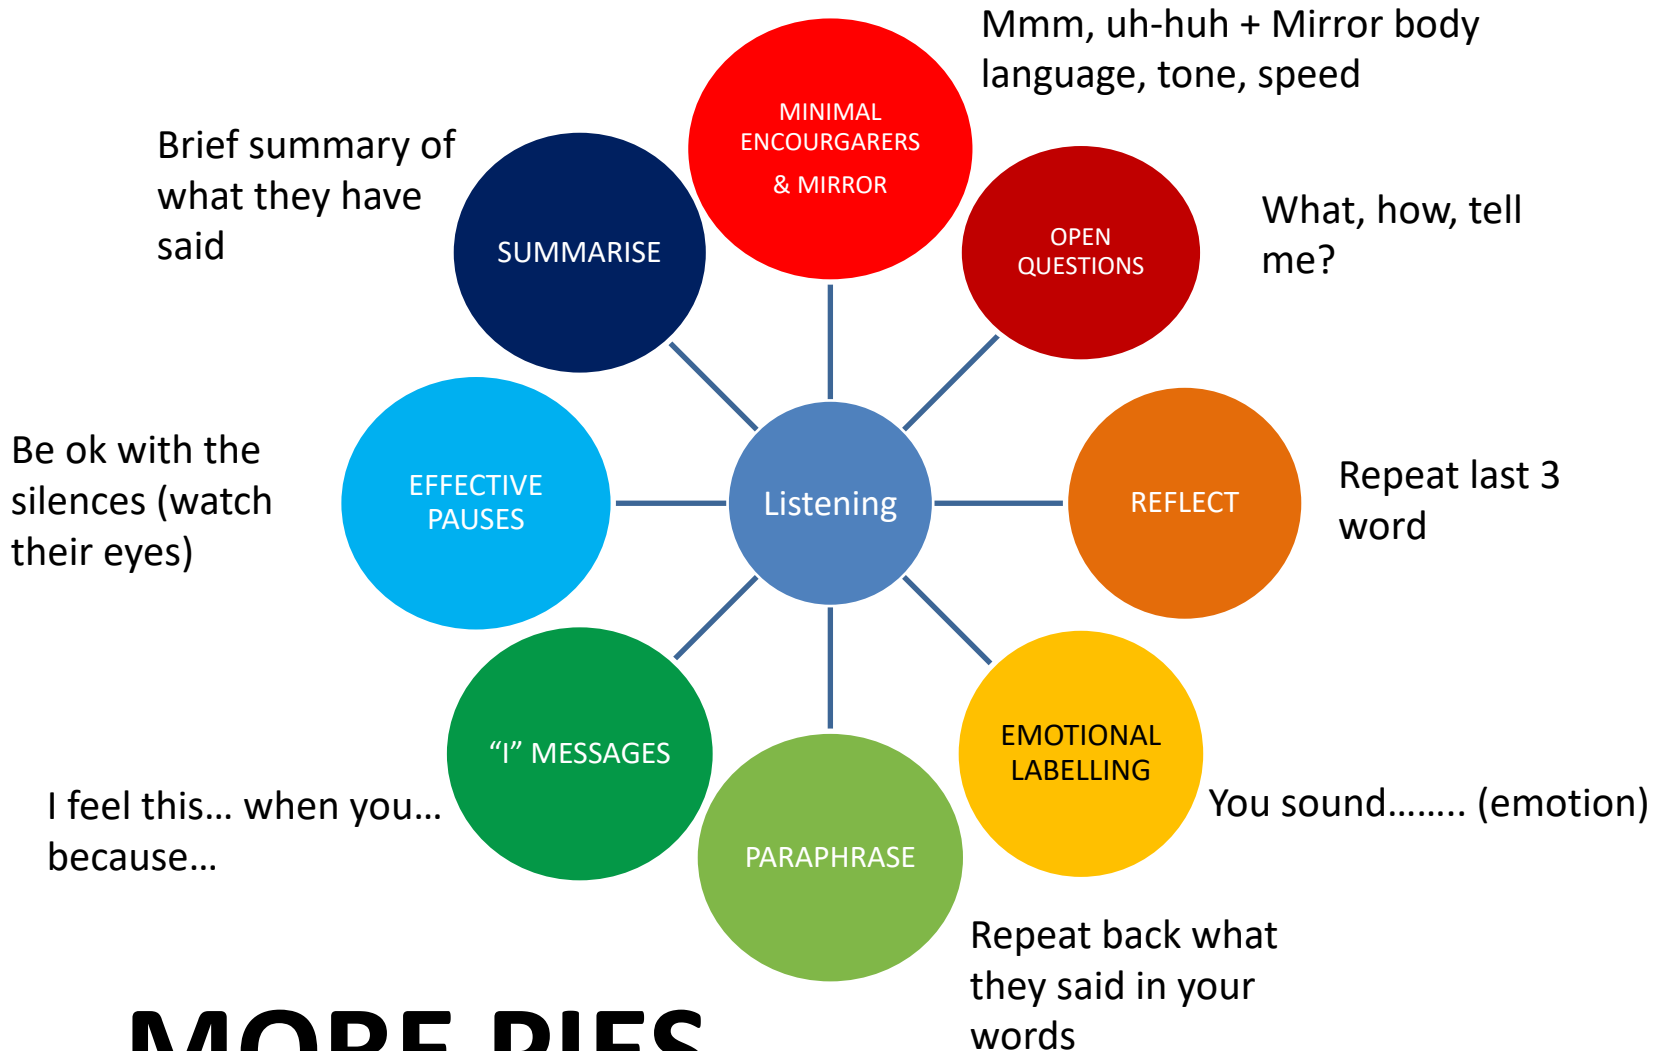 Mmm, uh-huh + Mirror body
language, tone, speed
MINIMAL
ENCOURGARERS
& MIRROR
Brief summary of
what they have
said
SUMMARISE
OPEN
QUESTIONS
What, how, tell
me?
Be ok with the
silences (watch
their eyes)
EFFECTIVE
PAUSES
Listening
REFLECT
Repeat last 3
word
"I" MESSAGES
I feel this... when you...
because...
EMOTIONAL
LABELLING
You sound........ (emotion)
PARAPHRASE
Repeat back what
they said in your
words
MORE PIES